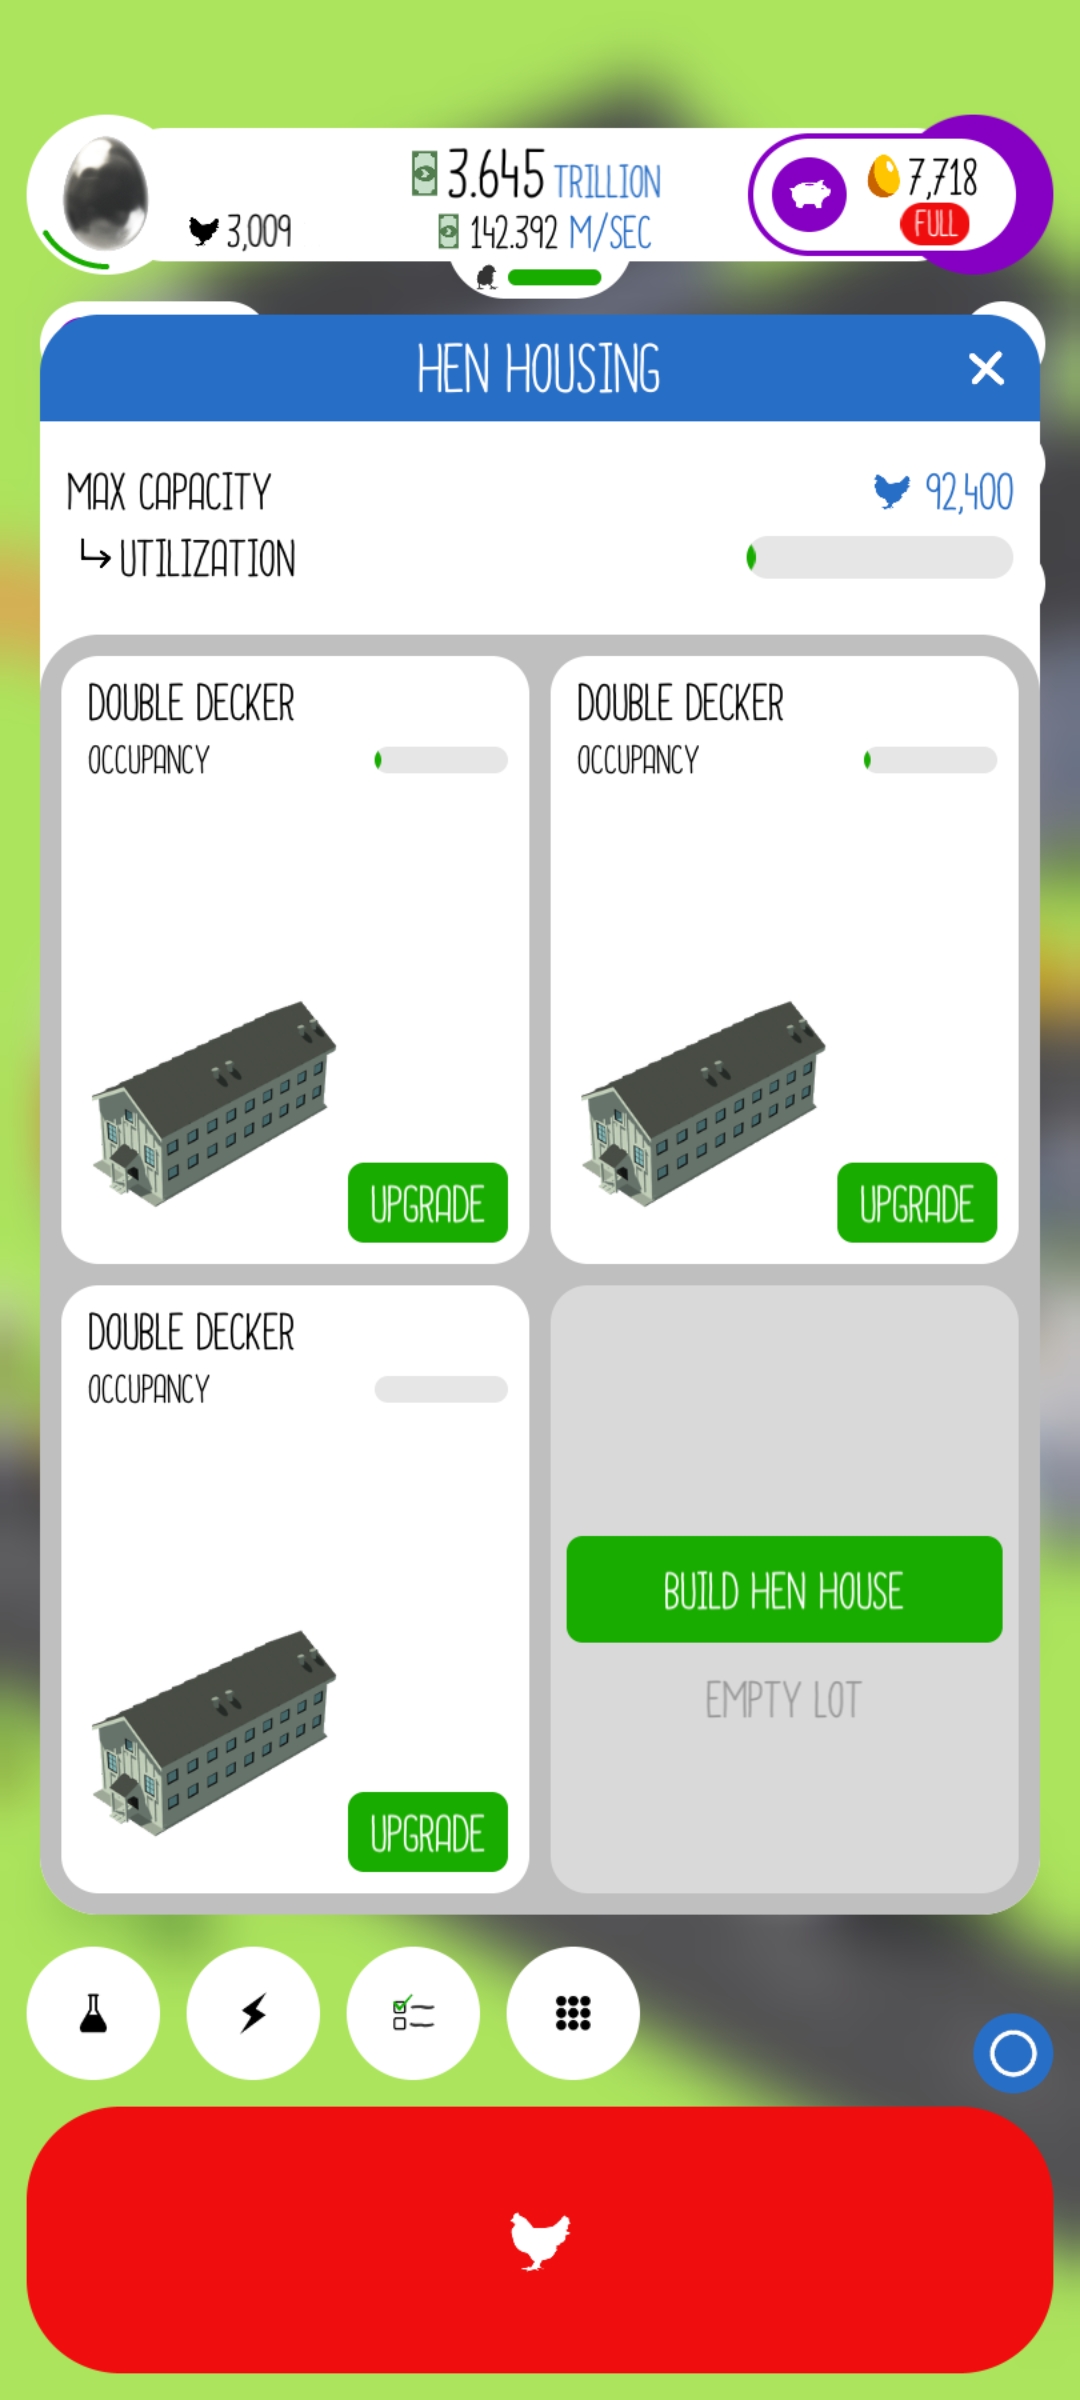 3.645 TRILLION
3,009
142.392 M/SEC
7,718
FULL
HEN HOUSING
MAX CAPACITY
92,400
UTILIZATION
DOUBLE DECKER
OCCUPANCY
UPGRADE
DOUBLE DECKER
OCCUPANCY
UPGRADE
DOUBLE DECKER
OCCUPANCY
UPGRADE
BUILD HEN HOUSE
EMPTY LOT